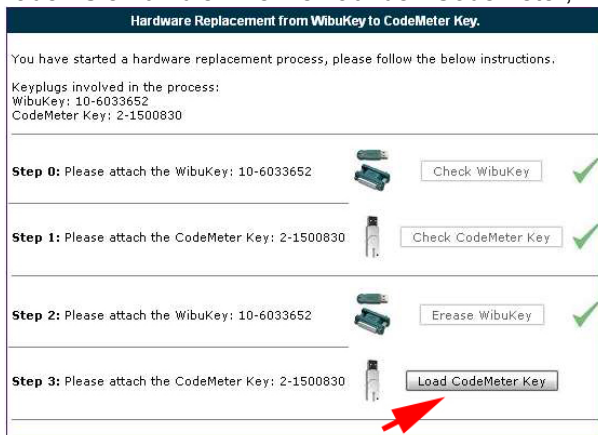 Hardware Replacement from WibuKey to CodeMeter Key.
You have started a hardware replacement process, please follow the below instructions.
Keyplugs involved in the process:
WibuKey: 10-6033652
CodeMeter Key: 2-1500830
Step 0: Please attach the WibuKey: 10-6033652 Check WibuKey
Step 1: Please attach the CodeMeter Key: 2-1500830 Check CodeMeter Key
Step 2: Please attach the WibuKey: 10-6033652 Erease WibuKey
Step 3: Please attach the CodeMeter Key: 2-1500830 Load CodeMeter Key